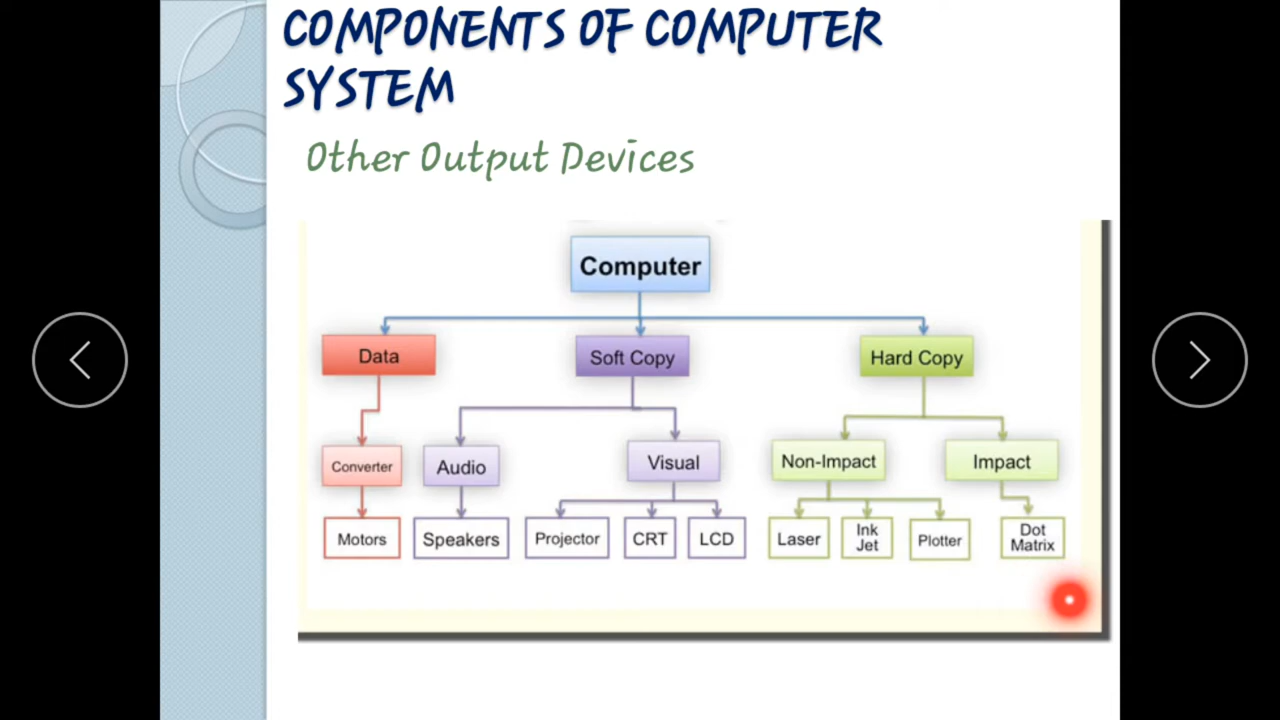 COMPONENTS OF COMPUTER
SYSTEM
Other Output Devices
Computer
Data
Soft Copy
Hard Copy
Converter
Audio
Visual
Non-Impact
Impact
Motors
Speakers
Projector
CRT
LCD
Laser
Ink
Jet
Plotter
Dot
Matrix